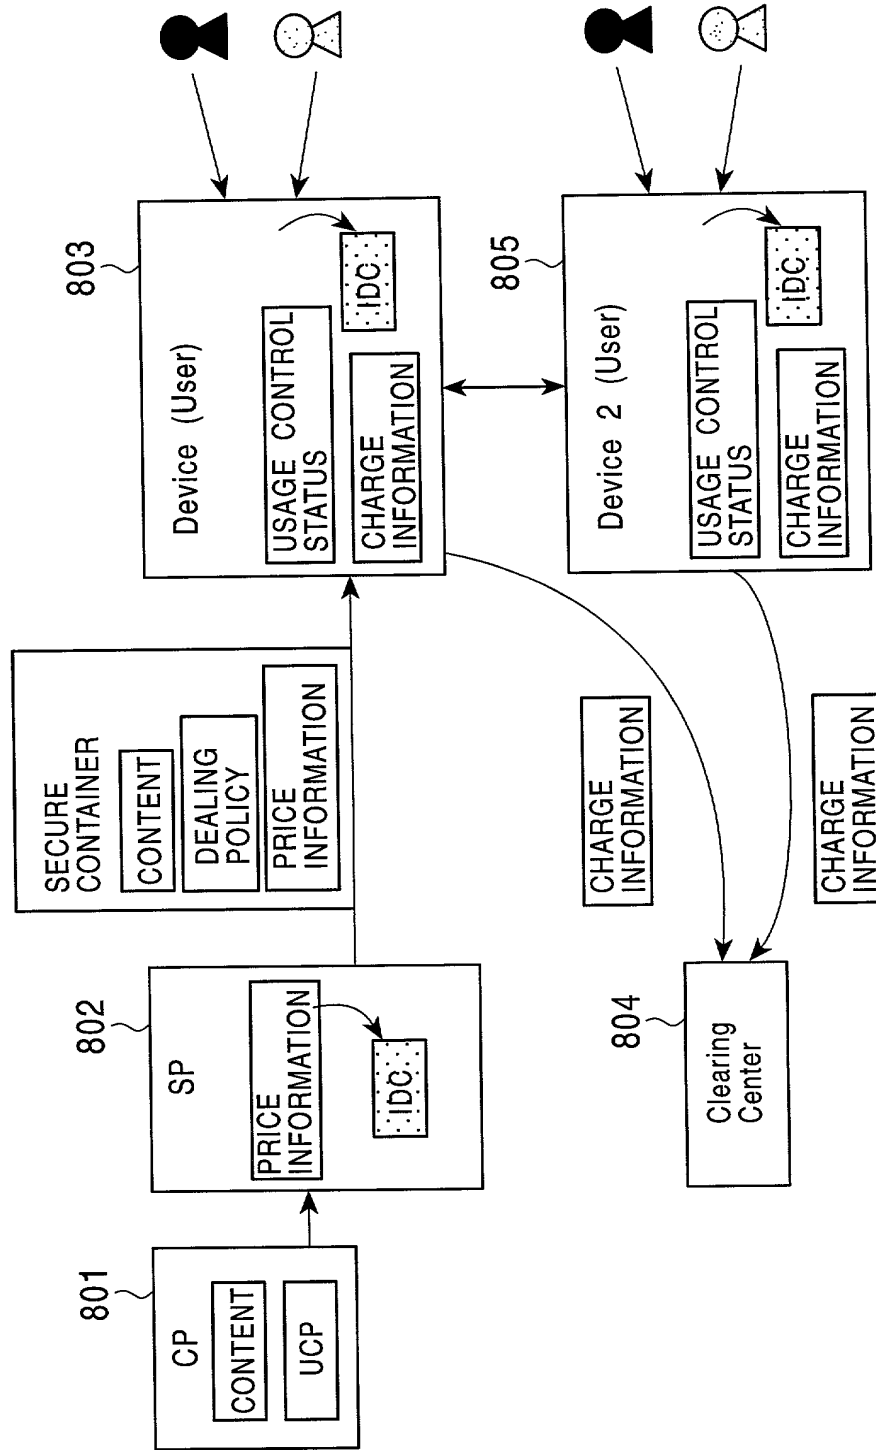 801
CP
CONTENT
UCP
802
SP
PRICE
INFORMATION
IDC
SECURE
CONTAINER
CONTENT
DEALING
POLICY
PRICE
INFORMATION
803
Device (User)
USAGE CONTROL
STATUS
IDC
CHARGE
INFORMATION
804
Clearing
Center
CHARGE
INFORMATION
CHARGE
INFORMATION
805
Device 2 (User)
USAGE CONTROL
STATUS
IDC
CHARGE
INFORMATION